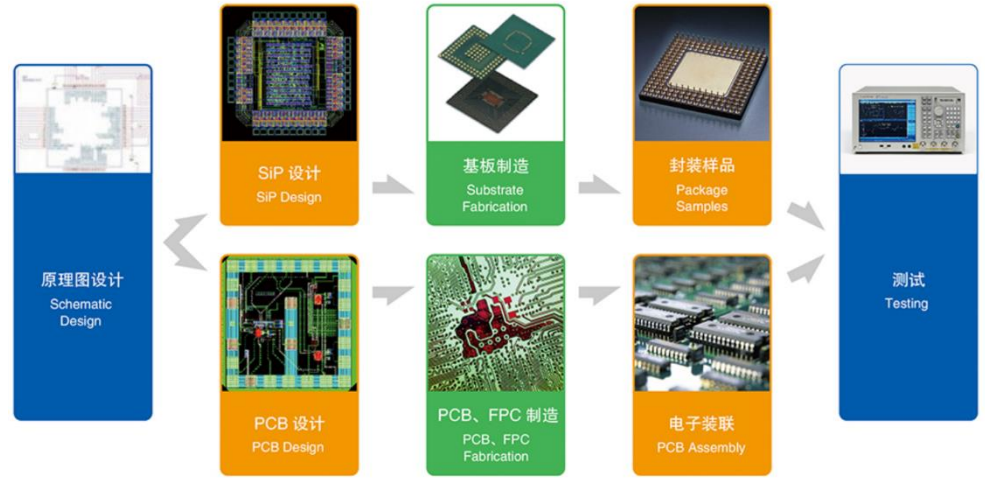 原理图设计
Schematic
Design
SiP 设计
SiP Design
基板制造
Substrate
Fabrication
封装样品
Package
Samples
PCB 设计
PCB Design
PCB、FPC 制造
PCB、FPC
Fabrication
电子装联
PCB Assembly
测试
Testing